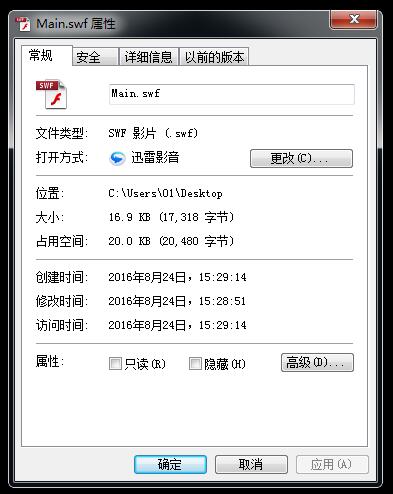 Main.swf 属性
常规 安全 详细信息 以前的版本
SWF
Main.swf
文件类型: SWF 影片 (.swf)
打开方式: 迅雷影音 更改(C)...
位置: C:\Users\01\Desktop
大小: 16.9 KB (17,318 字节)
占用空间: 20.0 KB (20,480 字节)
创建时间: 2016年8月24日，15:29:14
修改时间: 2016年8月24日，15:28:51
访问时间: 2016年8月24日，15:29:14
属性: 只读(R) 隐藏(H) 高级(D)...
确定 取消 应用(A)